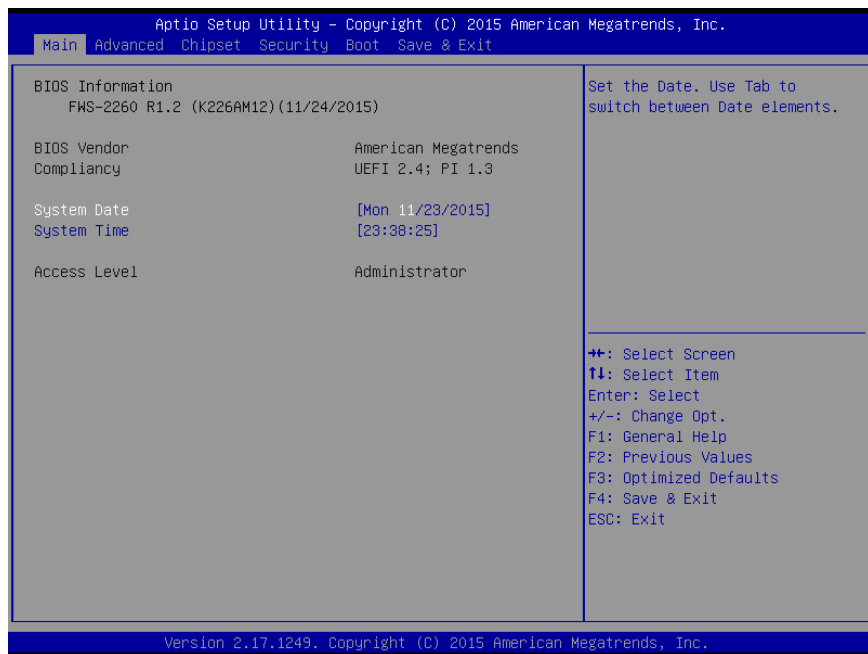 Aptio Setup Utility – Copyright (C) 2015 American Megatrends, Inc.
Main Advanced Chipset Security Boot Save & Exit
BIOS Information
FWS-2260 R1.2 (K226AM12)(11/24/2015)
BIOS Vendor American Megatrends
Compliancy UEFI 2.4; PI 1.3
System Date [Mon 11/23/2015]
System Time [23:38:25]
Access Level Administrator
Set the Date. Use Tab to
switch between Date elements.
→←: Select Screen
↑↓: Select Item
Enter: Select
+/-: Change Opt.
F1: General Help
F2: Previous Values
F3: Optimized Defaults
F4: Save & Exit
ESC: Exit
Version 2.17.1249. Copyright (C) 2015 American Megatrends, Inc.